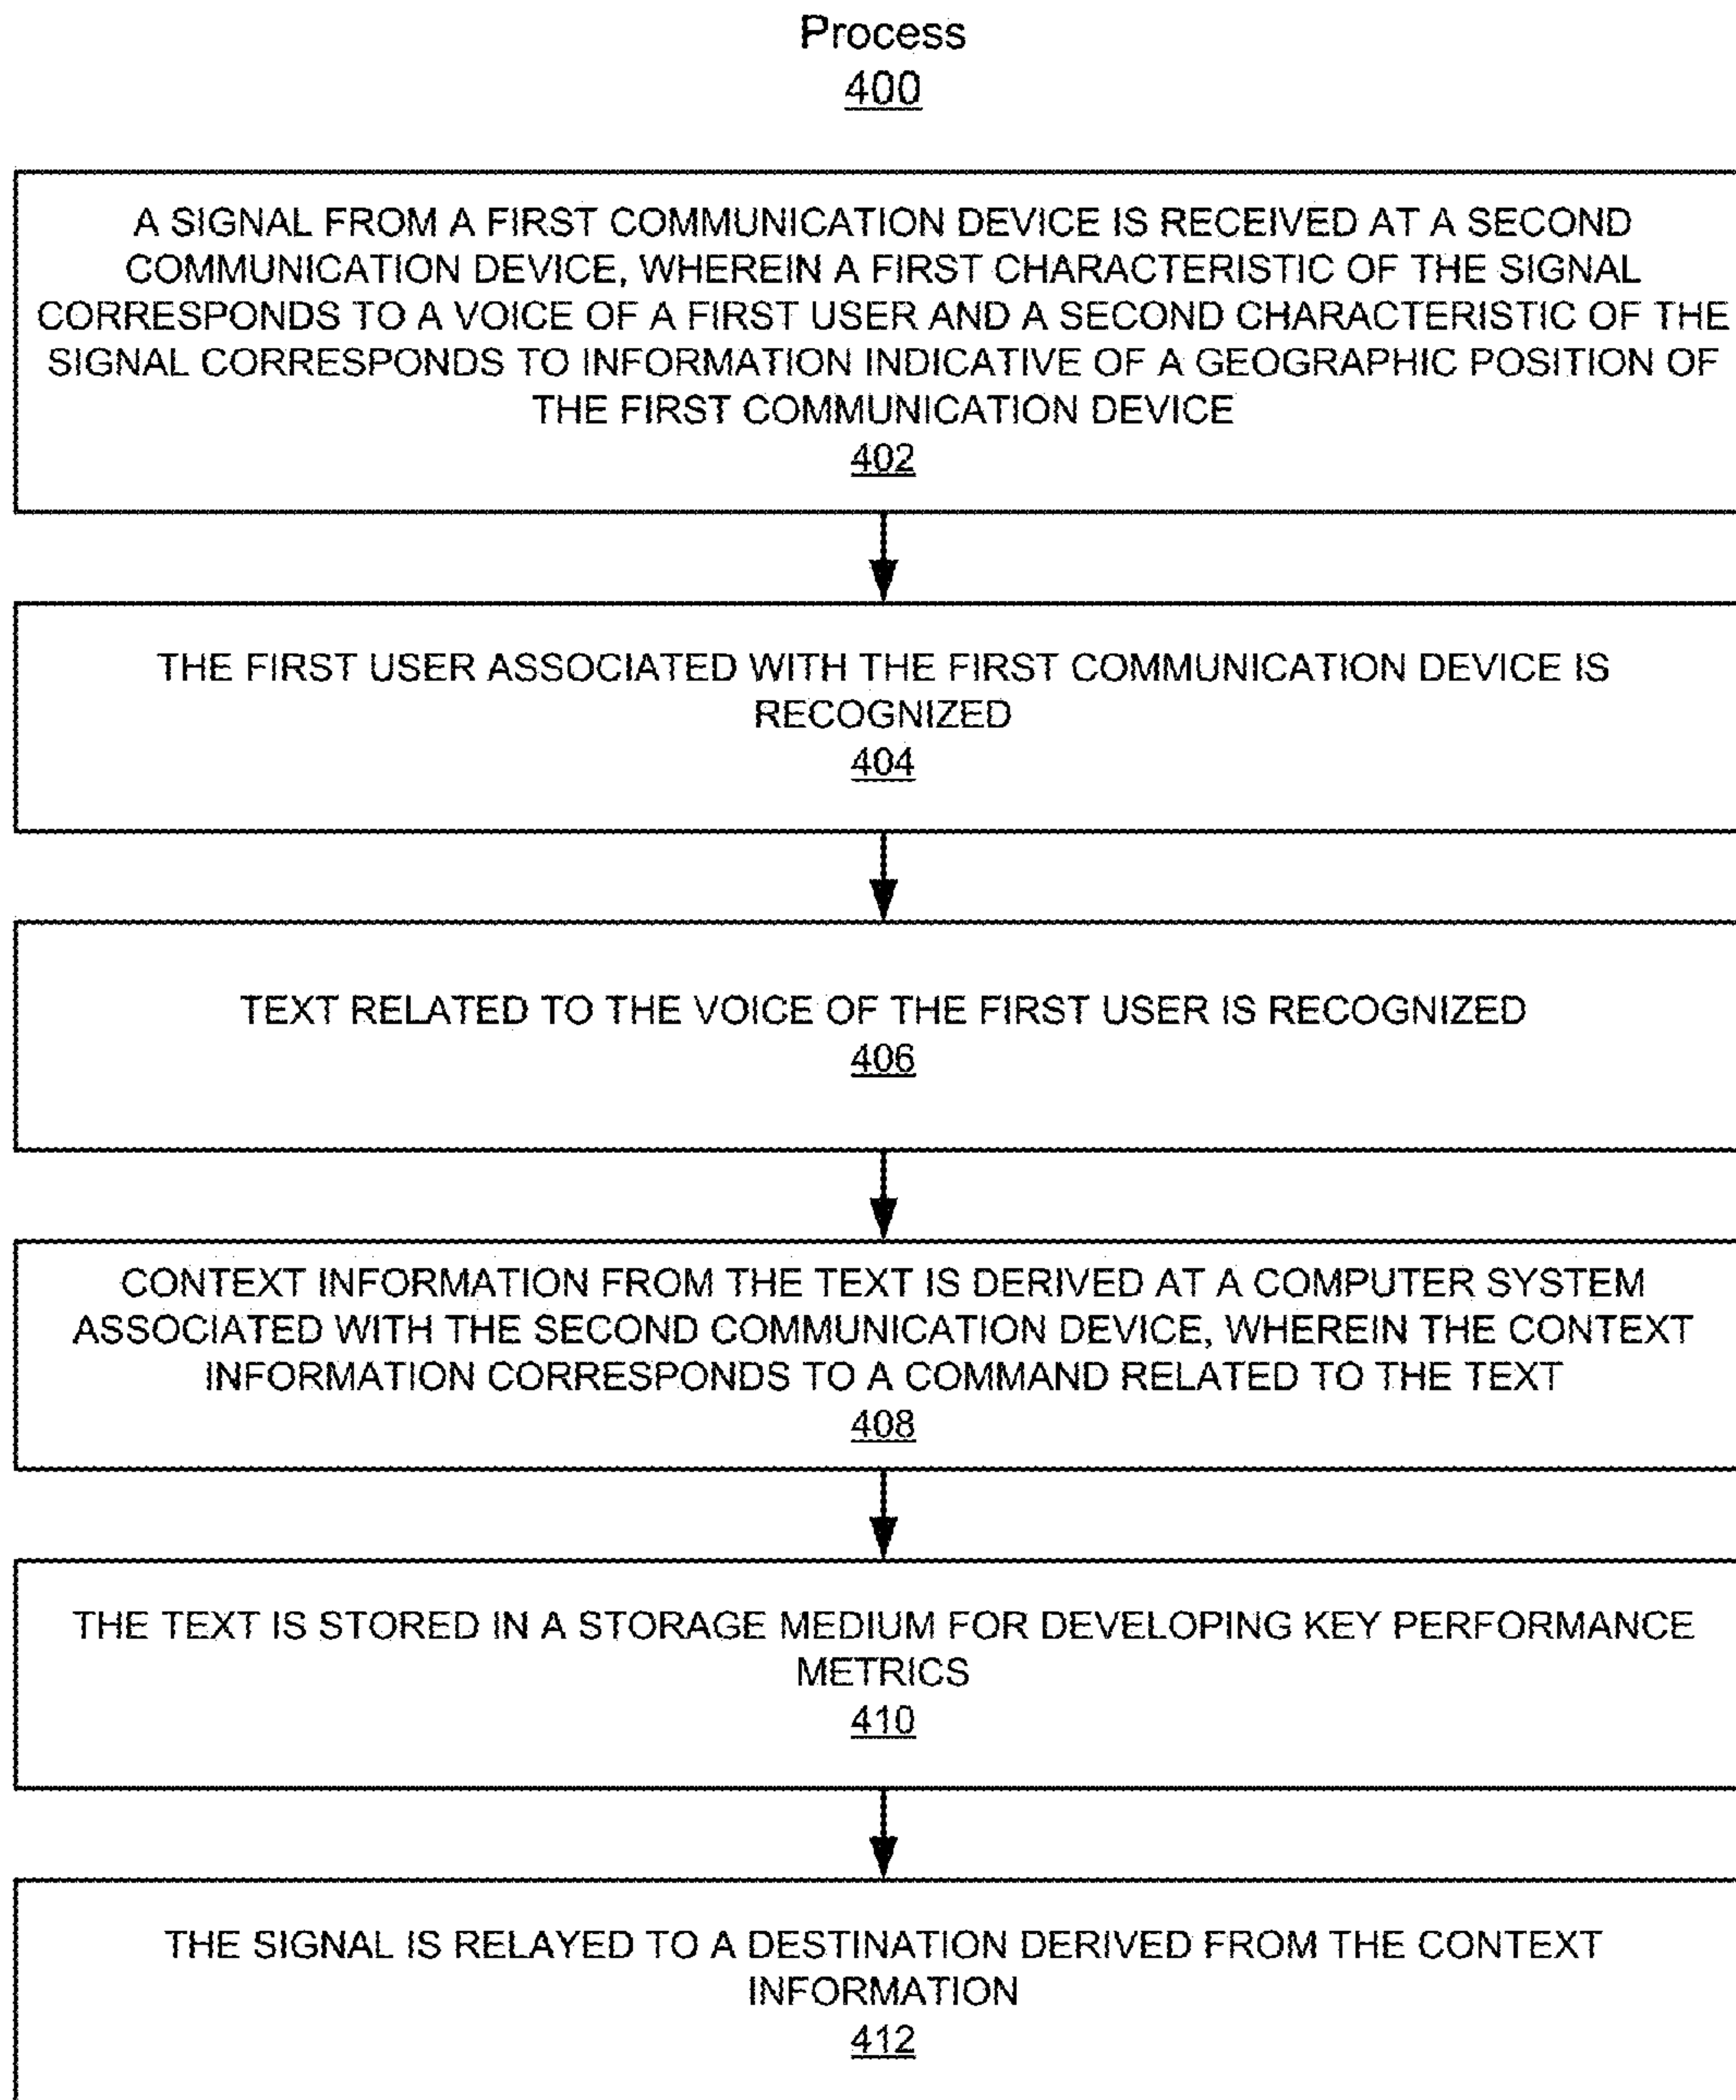 Process
400
A SIGNAL FROM A FIRST COMMUNICATION DEVICE IS RECEIVED AT A SECOND
COMMUNICATION DEVICE, WHEREIN A FIRST CHARACTERISTIC OF THE SIGNAL
CORRESPONDS TO A VOICE OF A FIRST USER AND A SECOND CHARACTERISTIC OF THE
SIGNAL CORRESPONDS TO INFORMATION INDICATIVE OF A GEOGRAPHIC POSITION OF
THE FIRST COMMUNICATION DEVICE
402
THE FIRST USER ASSOCIATED WITH THE FIRST COMMUNICATION DEVICE IS
RECOGNIZED
404
TEXT RELATED TO THE VOICE OF THE FIRST USER IS RECOGNIZED
406
CONTEXT INFORMATION FROM THE TEXT IS DERIVED AT A COMPUTER SYSTEM
ASSOCIATED WITH THE SECOND COMMUNICATION DEVICE, WHEREIN THE CONTEXT
INFORMATION CORRESPONDS TO A COMMAND RELATED TO THE TEXT
408
THE TEXT IS STORED IN A STORAGE MEDIUM FOR DEVELOPING KEY PERFORMANCE
METRICS
410
THE SIGNAL IS RELAYED TO A DESTINATION DERIVED FROM THE CONTEXT
INFORMATION
412